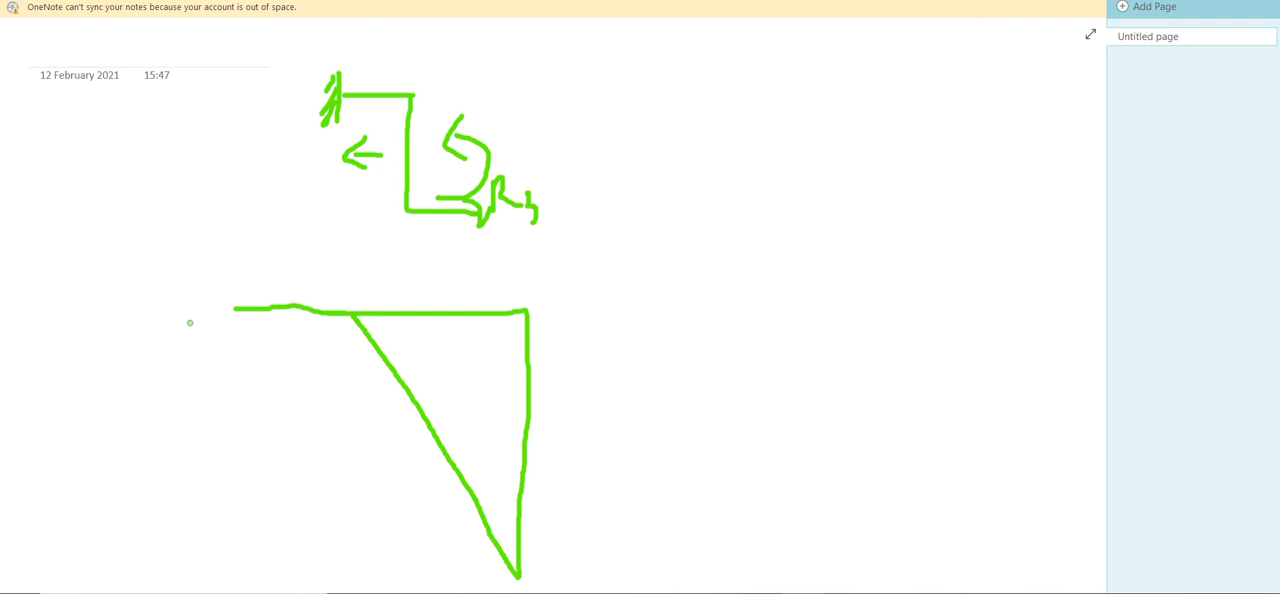 OneNote can't sync your notes because your account is out of space.
Add Page
Untitled page
12 February 2021 15:47